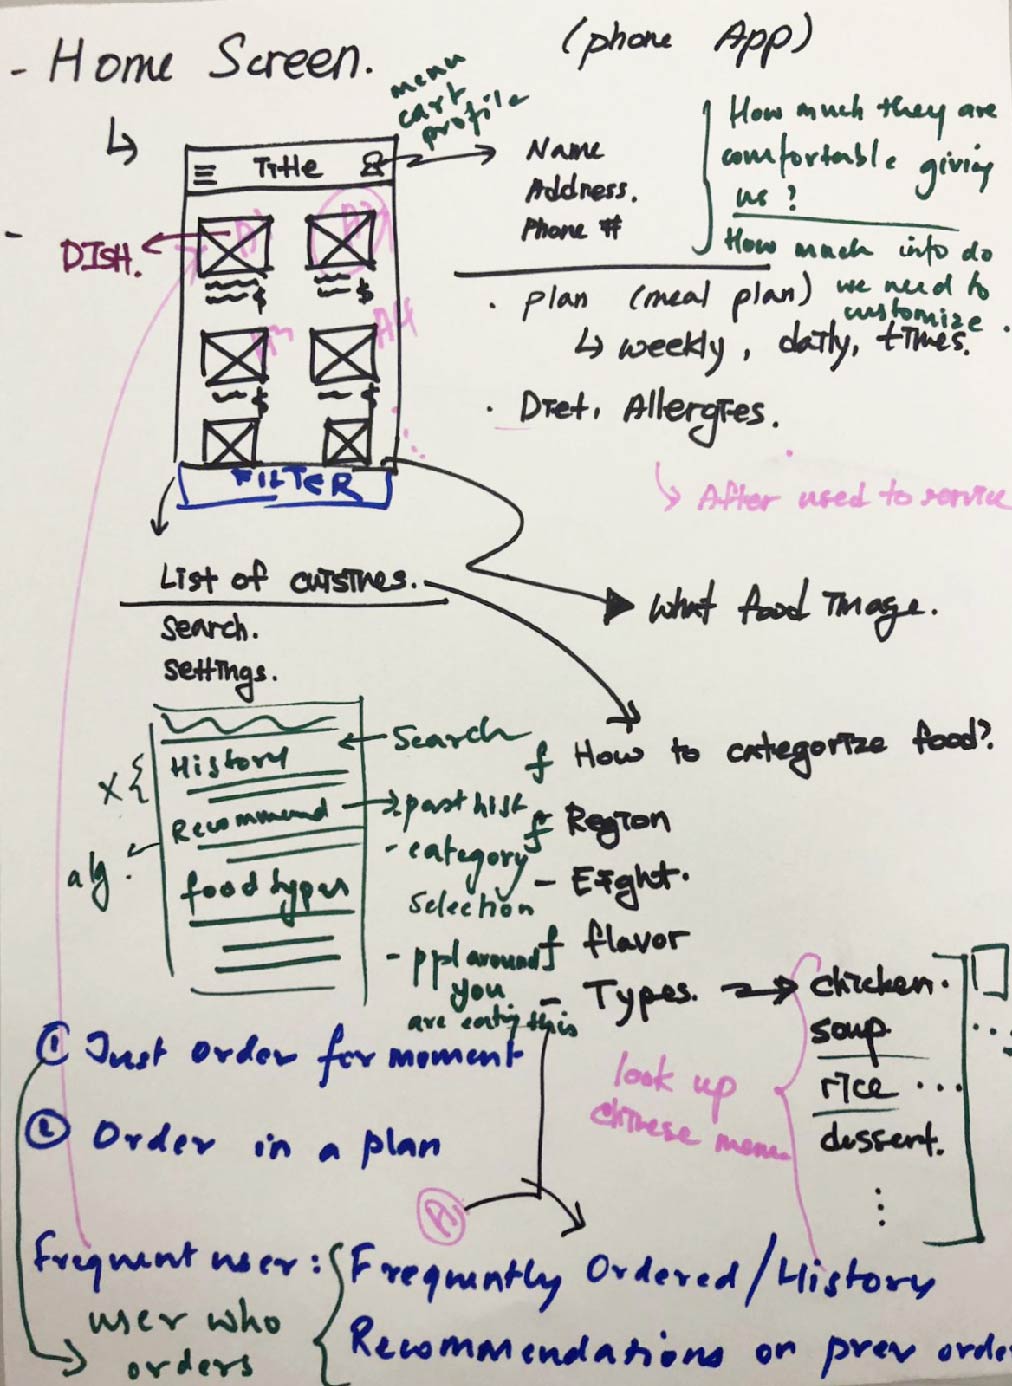 - Home Screen.
(phone App)
menu
cart
profile
Title
Name
Address.
Phone #
How much they are
comfortable giving
us?
How much info do
we need to
customize.
DISH.
$
$
$
$
A4
. Plan (meal plan)
↳ weekly, daily, times.
. Diet, Allergies.
↳ After used to service
FILTER
List of cuisines.
Search.
Settings.
What food Image.
History
Recommend
food types
X
alg.
Search
→ past hist
- category
selection
- ppl around
you
are eating this
How to categorize food?
Region
- Eight.
flavor
- Types. →
chicken.
soup
rice ...
dessert.
look up
chinese menu.
① Just order for moment
② Order in a plan
Frequent user:
user who
orders
Frequently Ordered/History
Recommendations on prev orde